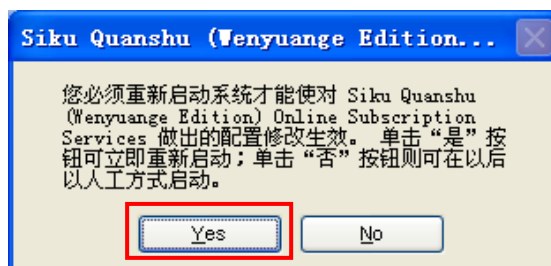 Siku Quanshu (Wenyuange Edition...
您必须重新启动系统才能使对 Siku Quanshu
(Wenyuange Edition) Online Subscription
Services 做出的配置修改生效。 单击“是”按
钮可立即重新启动；单击“否”按钮则可在以后
以人工方式启动。
Yes
No